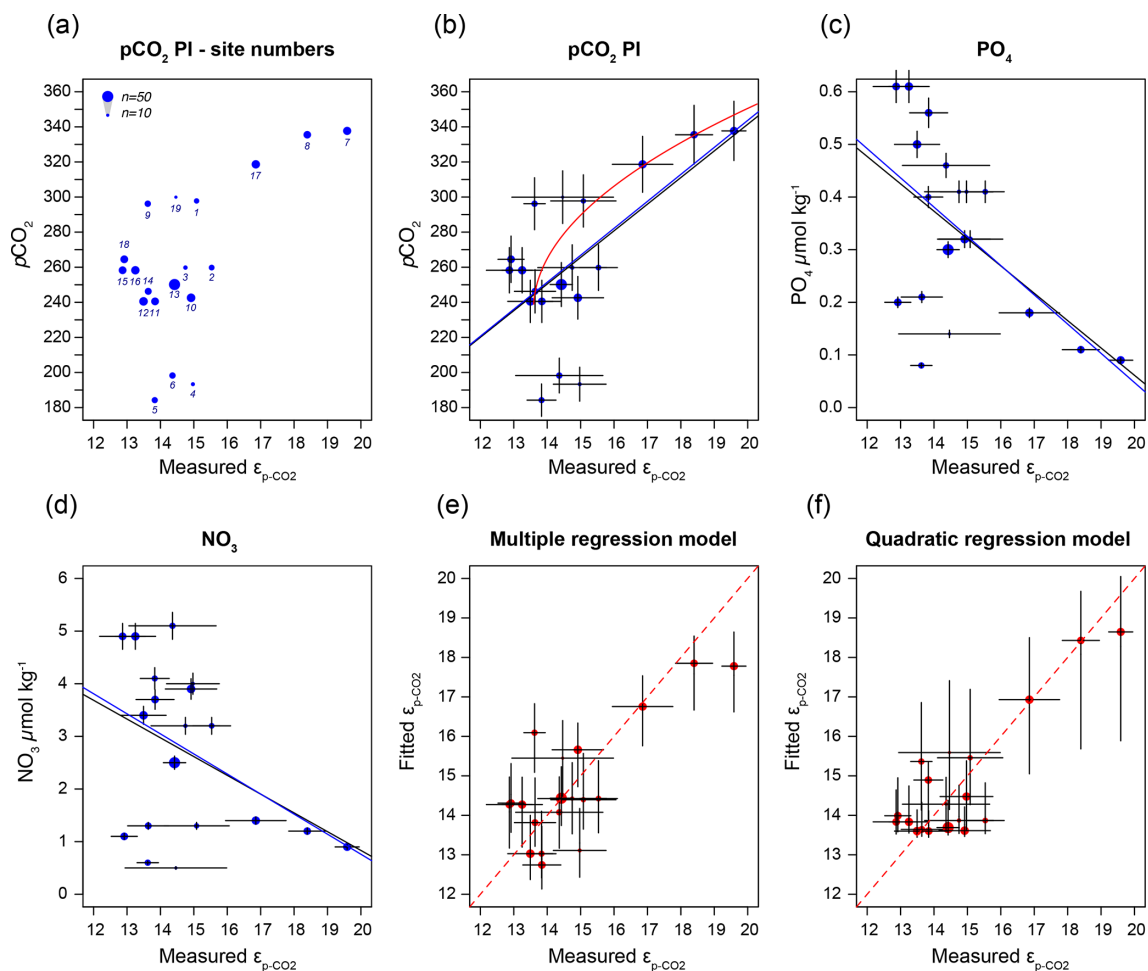 (a)
pCO₂ PI - site numbers
pCO₂
360
340
320
300
280
260
240
220
200
180
n=50
n=10
7
8
17
19
1
9
18
15
16
14
3
2
13
12
11
10
6
4
5
12 13 14 15 16 17 18 19 20
Measured εp-CO2
(b)
pCO₂ PI
pCO₂
360
340
320
300
280
260
240
220
200
180
12 13 14 15 16 17 18 19 20
Measured εp-CO2
(c)
PO₄
PO₄ μmol kg⁻¹
0.6
0.5
0.4
0.3
0.2
0.1
0.0
12 13 14 15 16 17 18 19 20
Measured εp-CO2
(d)
NO₃
NO₃ μmol kg⁻¹
6
5
4
3
2
1
0
12 13 14 15 16 17 18 19 20
Measured εp-CO2
(e)
Multiple regression model
Fitted εp-CO2
20
19
18
17
16
15
14
13
12
12 13 14 15 16 17 18 19 20
Measured εp-CO2
(f)
Quadratic regression model
Fitted εp-CO2
20
19
18
17
16
15
14
13
12
12 13 14 15 16 17 18 19 20
Measured εp-CO2